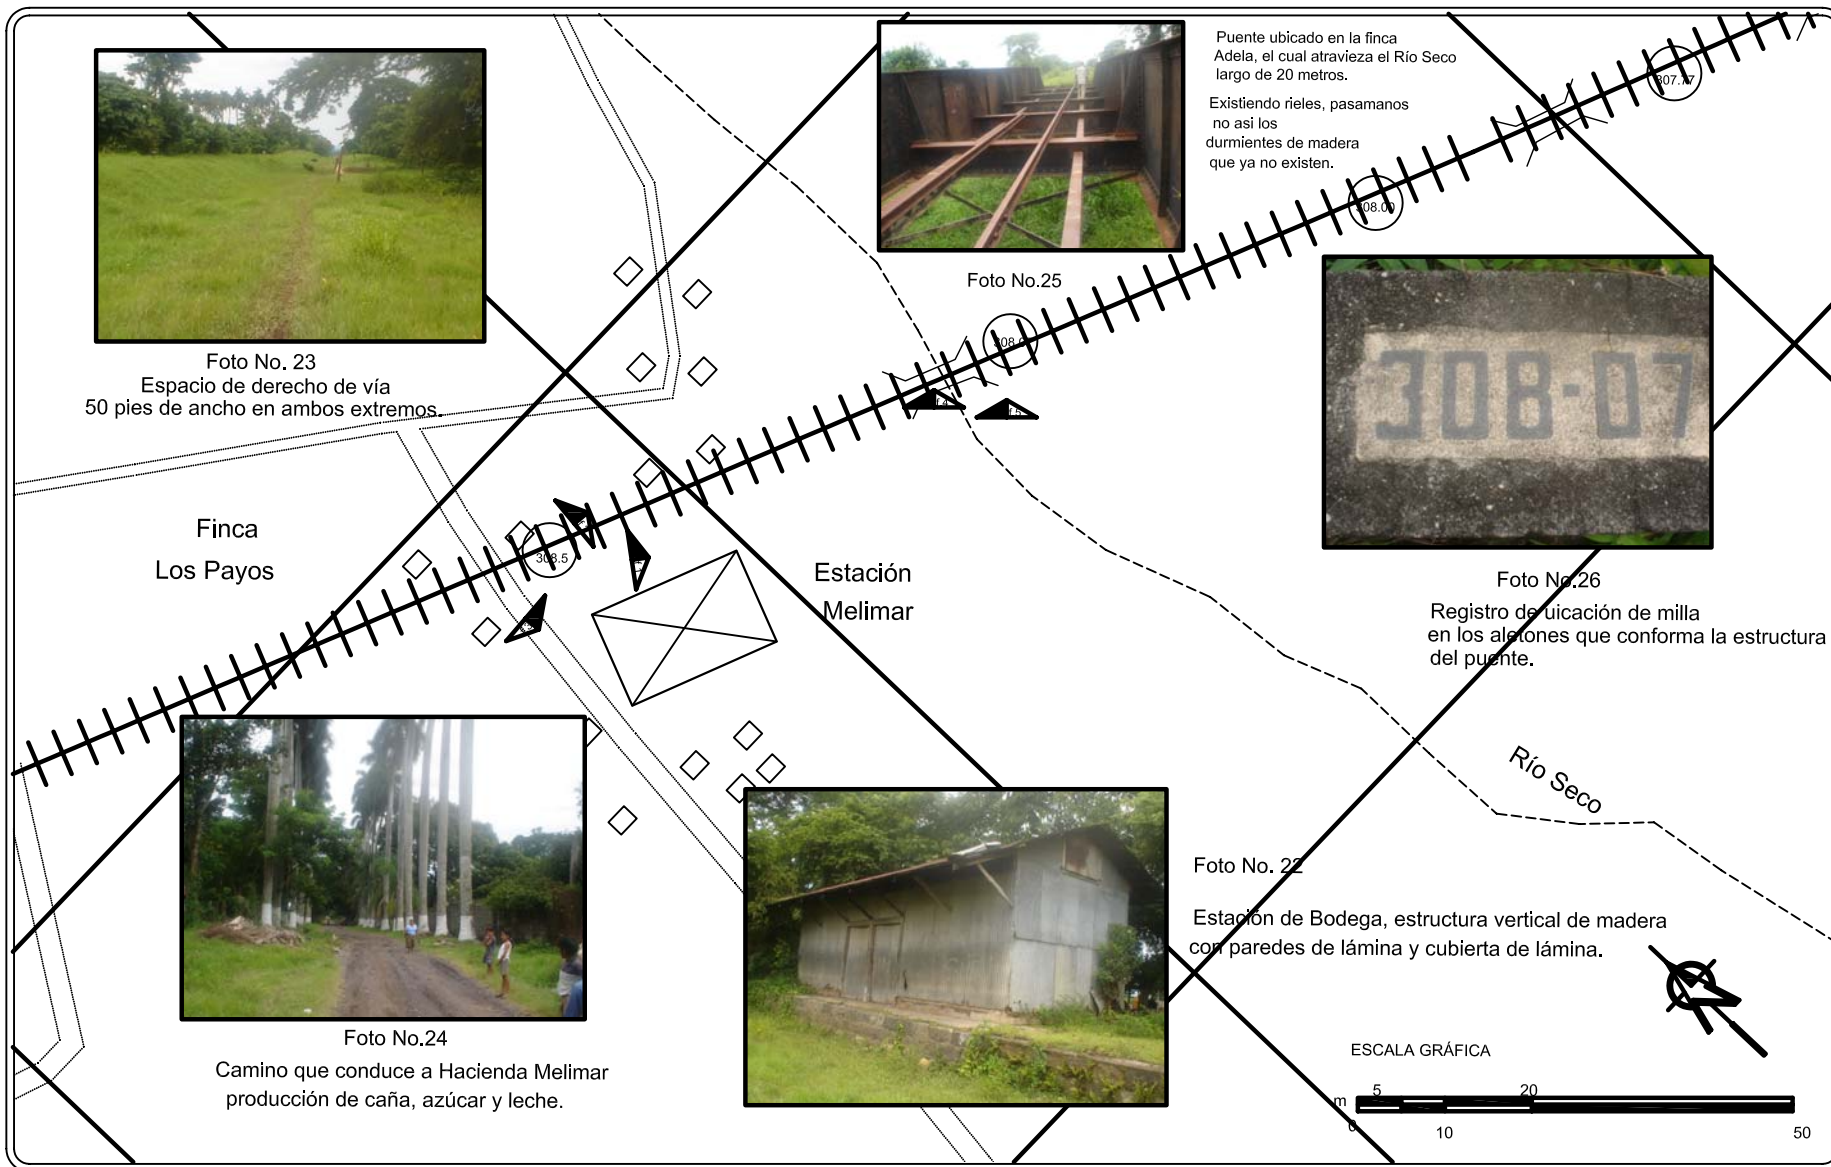 Puente ubicado en la finca
Adela, el cual atravieza el Río Seco
largo de 20 metros.
Existiendo rieles, pasamanos
no asi los
durmientes de madera
que ya no existen.
307.77
308.00
Foto No.25
308-07
Foto No. 23
Espacio de derecho de vía
50 pies de ancho en ambos extremos.
Finca
Los Payos
308.5
Estación
Melimar
Foto No.26
Registro de uicación de milla
en los aletones que conforma la estructura
del puente.
Río Seco
Foto No. 22
Estación de Bodega, estructura vertical de madera
con paredes de lámina y cubierta de lámina.
Foto No.24
Camino que conduce a Hacienda Melimar
producción de caña, azúcar y leche.
ESCALA GRÁFICA
m
5
20
0
10
50